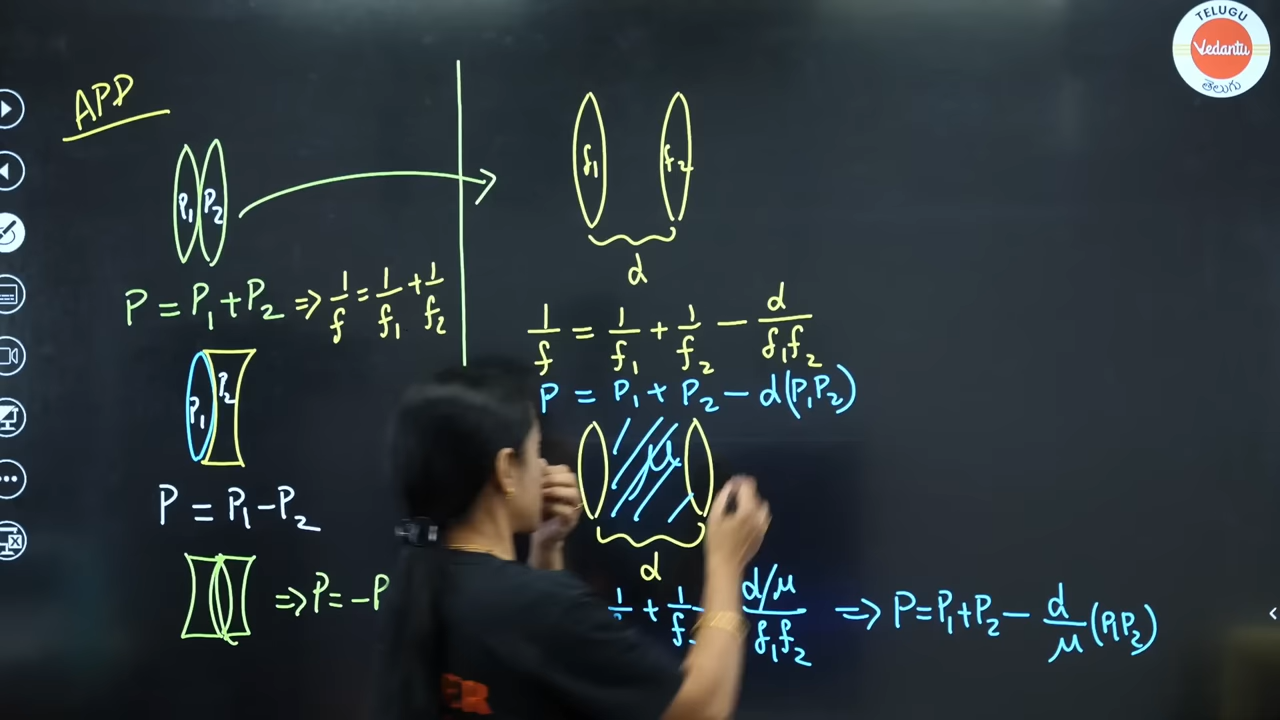 APP
P₁ P₂
P = P₁ + P₂ ⇒ 1/f = 1/f₁ + 1/f₂
P₁ P₂
P = P₁ - P₂
⇒ P = -P
f₁ f₂
d
1/f = 1/f₁ + 1/f₂ - d/f₁f₂
P = P₁ + P₂ - d(P₁P₂)
μ
d
+ 1/f d/μ/f₁f₂ ⇒ P = P₁ + P₂ - d/μ (P₁P₂)
TELUGU
Vedantu
తెలుగు